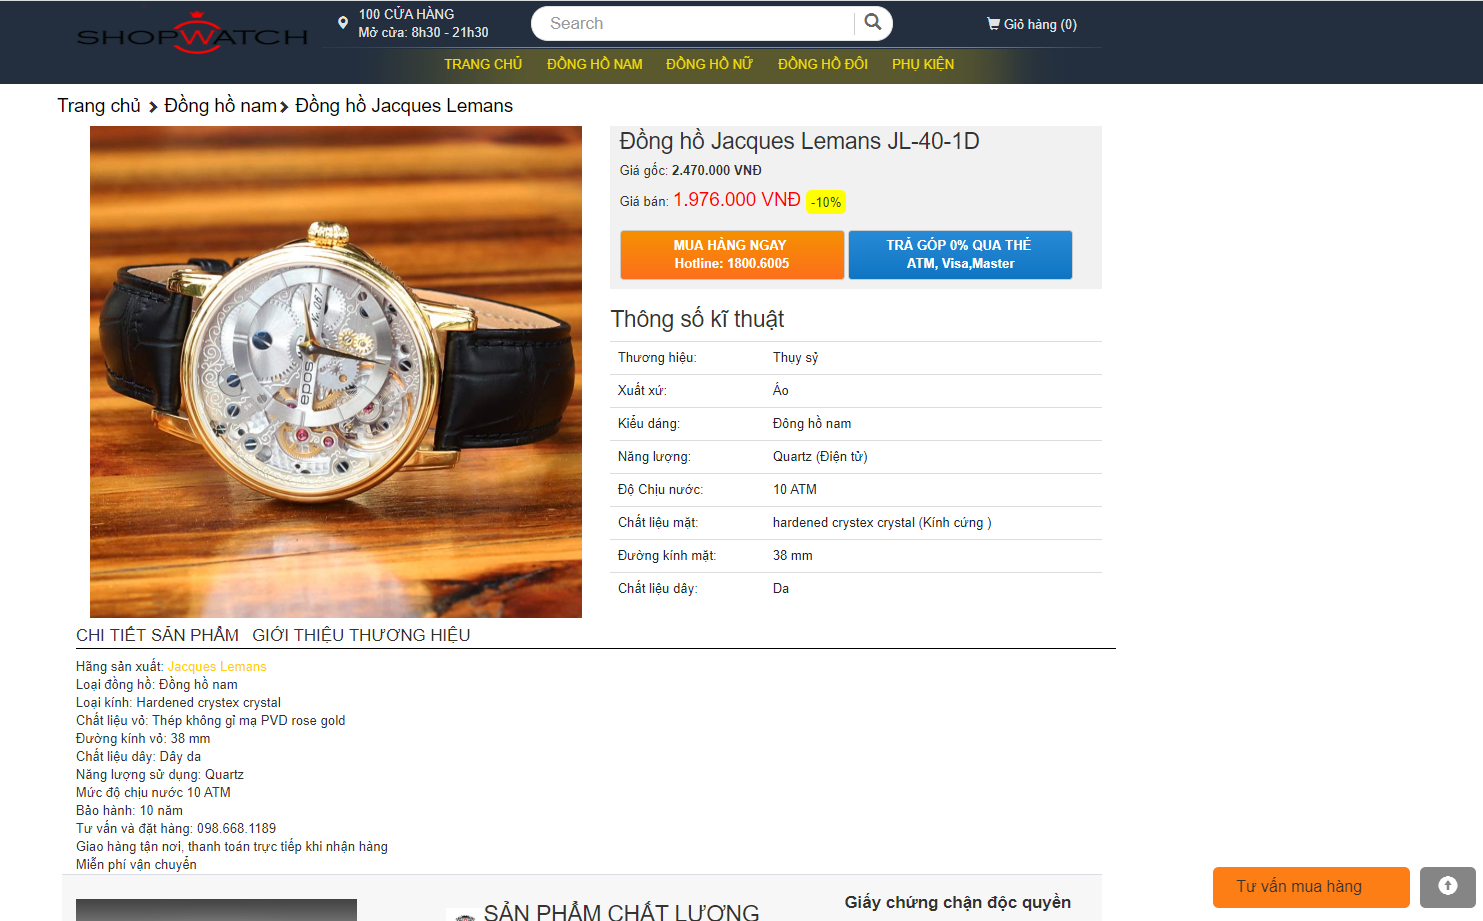 SHOPWATCH
100 CỬA HÀNG
Mở cửa: 8h30 - 21h30
Search
Giỏ hàng (0)
TRANG CHỦ ĐỒNG HỒ NAM ĐỒNG HỒ NỮ ĐỒNG HỒ ĐÔI PHỤ KIỆN
Trang chủ > Đồng hồ nam > Đồng hồ Jacques Lemans
No.067
epos
Đồng hồ Jacques Lemans JL-40-1D
Giá gốc: 2.470.000 VNĐ
Giá bán: 1.976.000 VNĐ -10%
MUA HÀNG NGAY
Hotline: 1800.6005
TRẢ GÓP 0% QUA THẺ
ATM, Visa,Master
Thông số kĩ thuật
Thương hiệu: Thụy sỹ
Xuất xứ: Áo
Kiểu dáng: Đông hồ nam
Năng lượng: Quartz (Điện tử)
Độ Chịu nước: 10 ATM
Chất liệu mặt: hardened crystex crystal (Kính cứng )
Đường kính mặt: 38 mm
Chất liệu dây: Da
CHI TIẾT SẢN PHẨM GIỚI THIỆU THƯƠNG HIỆU
Hãng sản xuất: Jacques Lemans
Loại đồng hồ: Đồng hồ nam
Loại kính: Hardened crystex crystal
Chất liệu vỏ: Thép không gỉ mạ PVD rose gold
Đường kính vỏ: 38 mm
Chất liệu dây: Dây da
Năng lượng sử dụng: Quartz
Mức độ chịu nước 10 ATM
Bảo hành: 10 năm
Tư vấn và đặt hàng: 098.668.1189
Giao hàng tận nơi, thanh toán trực tiếp khi nhận hàng
Miễn phí vận chuyển
SẢN PHẨM CHẤT LƯỢNG
Giấy chứng chận độc quyền
Tư vấn mua hàng